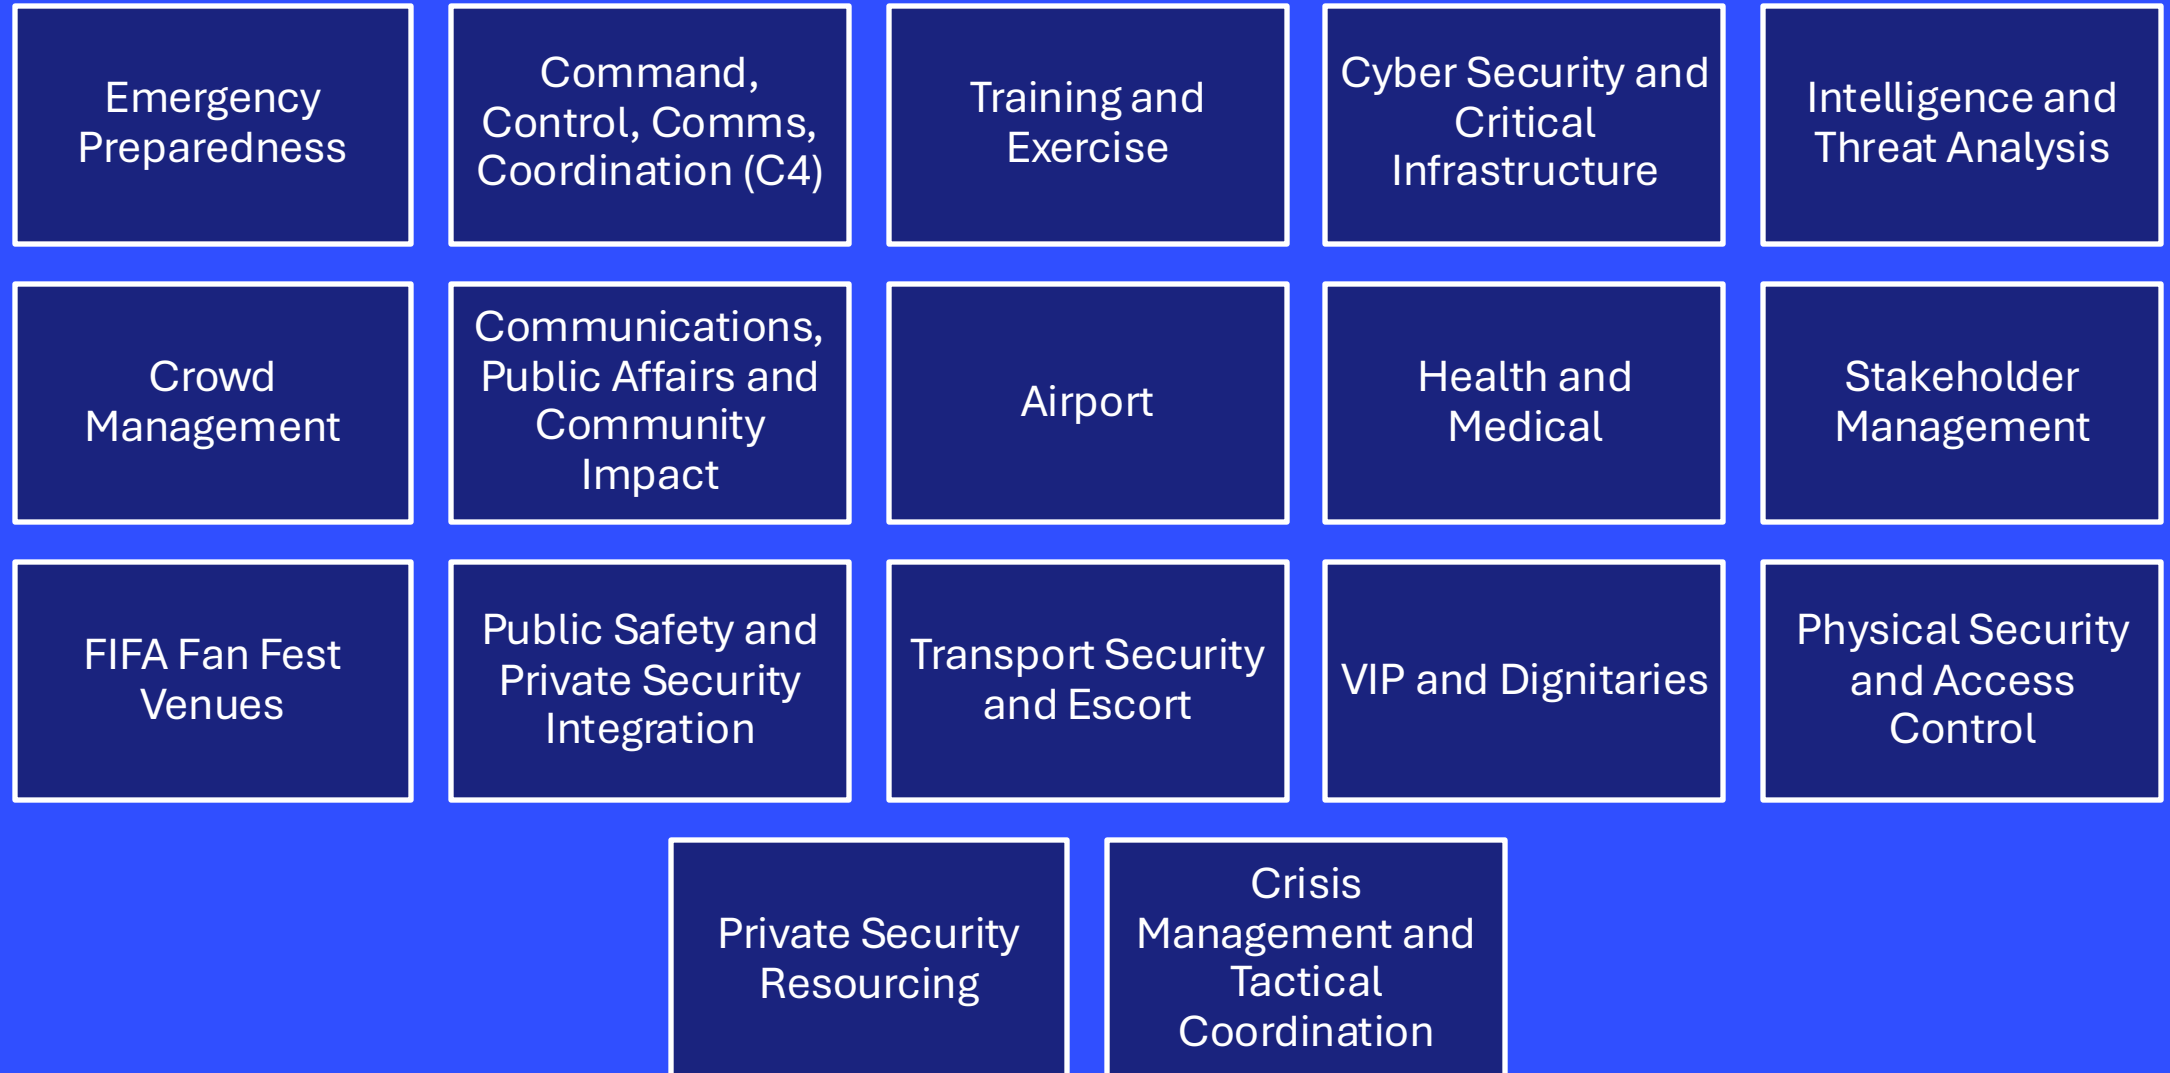 Emergency
Preparedness
Command,
Control, Comms,
Coordination (C4)
Training and
Exercise
Cyber Security and
Critical
Infrastructure
Intelligence and
Threat Analysis
Crowd
Management
Communications,
Public Affairs and
Community
Impact
Airport
Health and
Medical
Stakeholder
Management
FIFA Fan Fest
Venues
Public Safety and
Private Security
Integration
Transport Security
and Escort
VIP and Dignitaries
Physical Security
and Access
Control
Private Security
Resourcing
Crisis
Management and
Tactical
Coordination